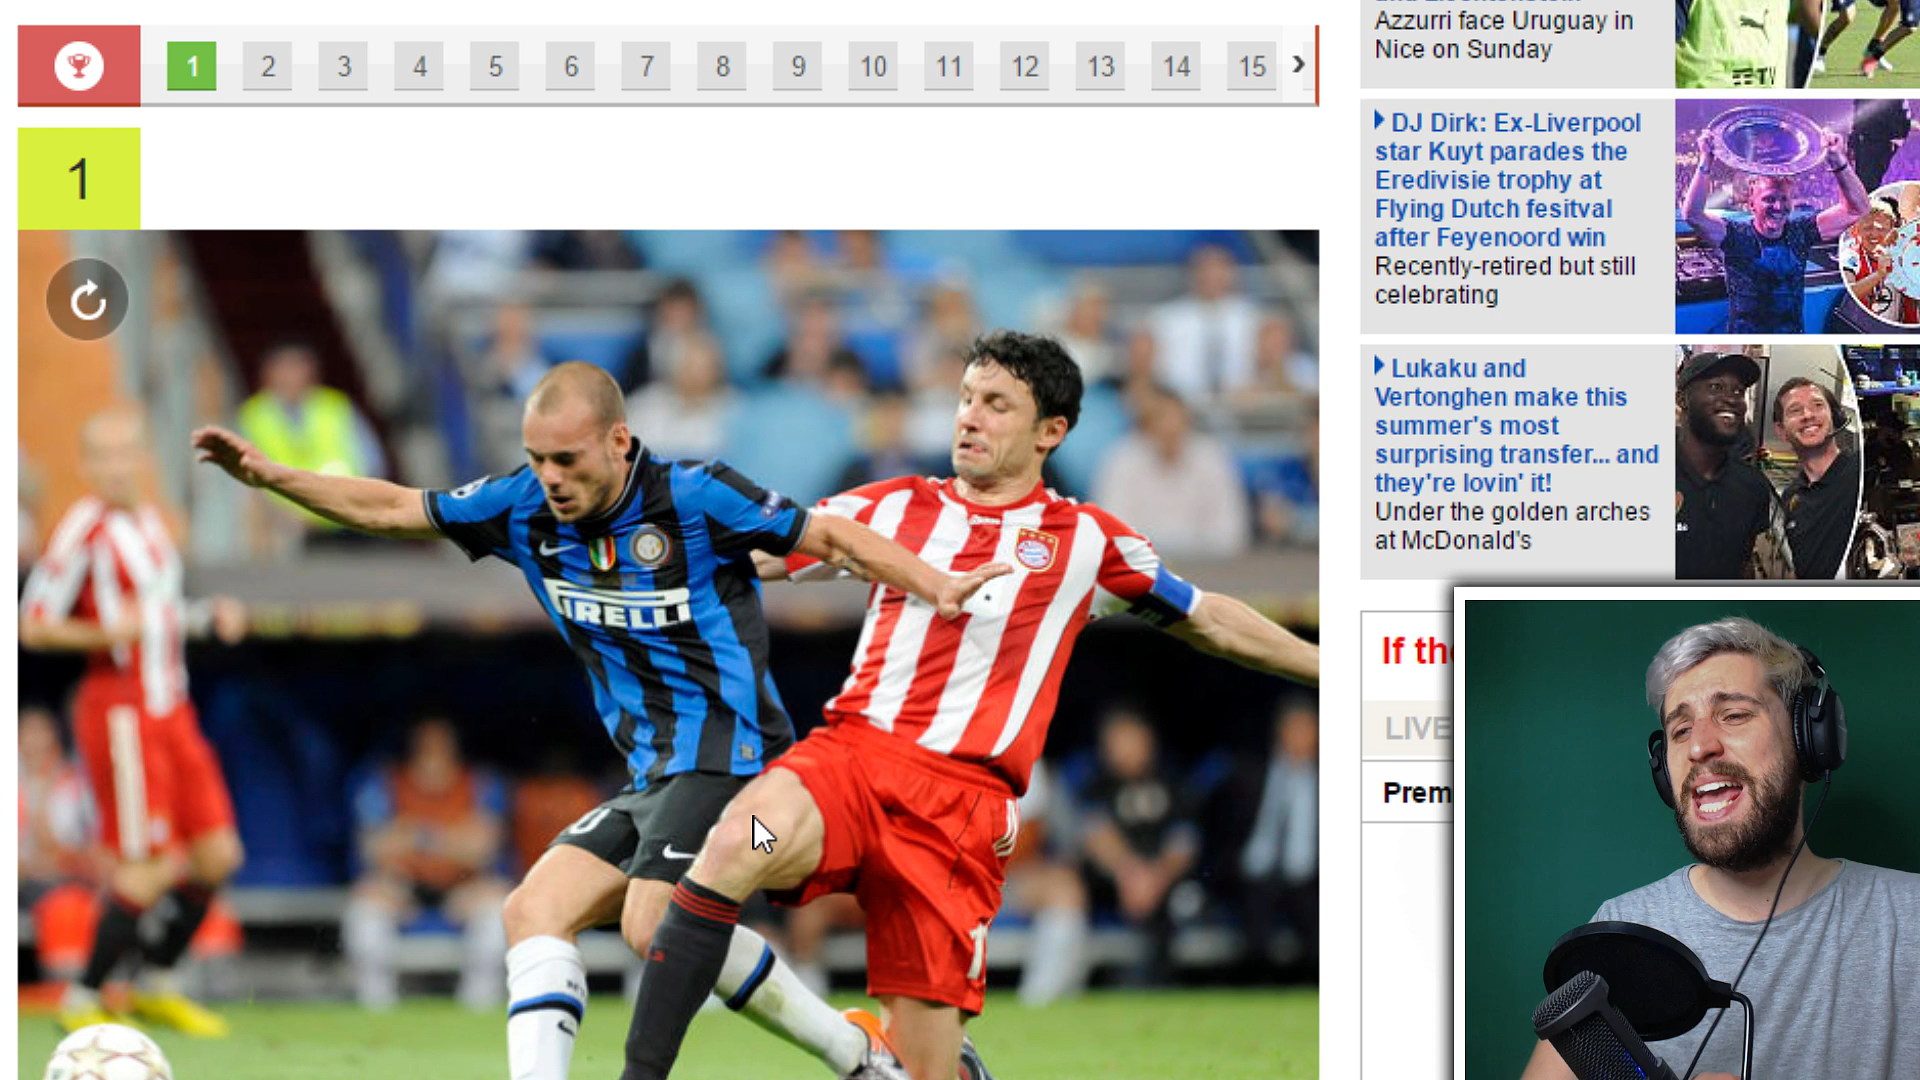 1 2 3 4 5 6 7 8 9 10 11 12 13 14 15
1
PIRELLI
Azzurri face Uruguay in
Nice on Sunday
DJ Dirk: Ex-Liverpool
star Kuyt parades the
Eredivisie trophy at
Flying Dutch fesitval
after Feyenoord win
Recently-retired but still
celebrating
Lukaku and
Vertonghen make this
summer's most
surprising transfer... and
they're lovin' it!
Under the golden arches
at McDonald's
If the
LIVE
Prem